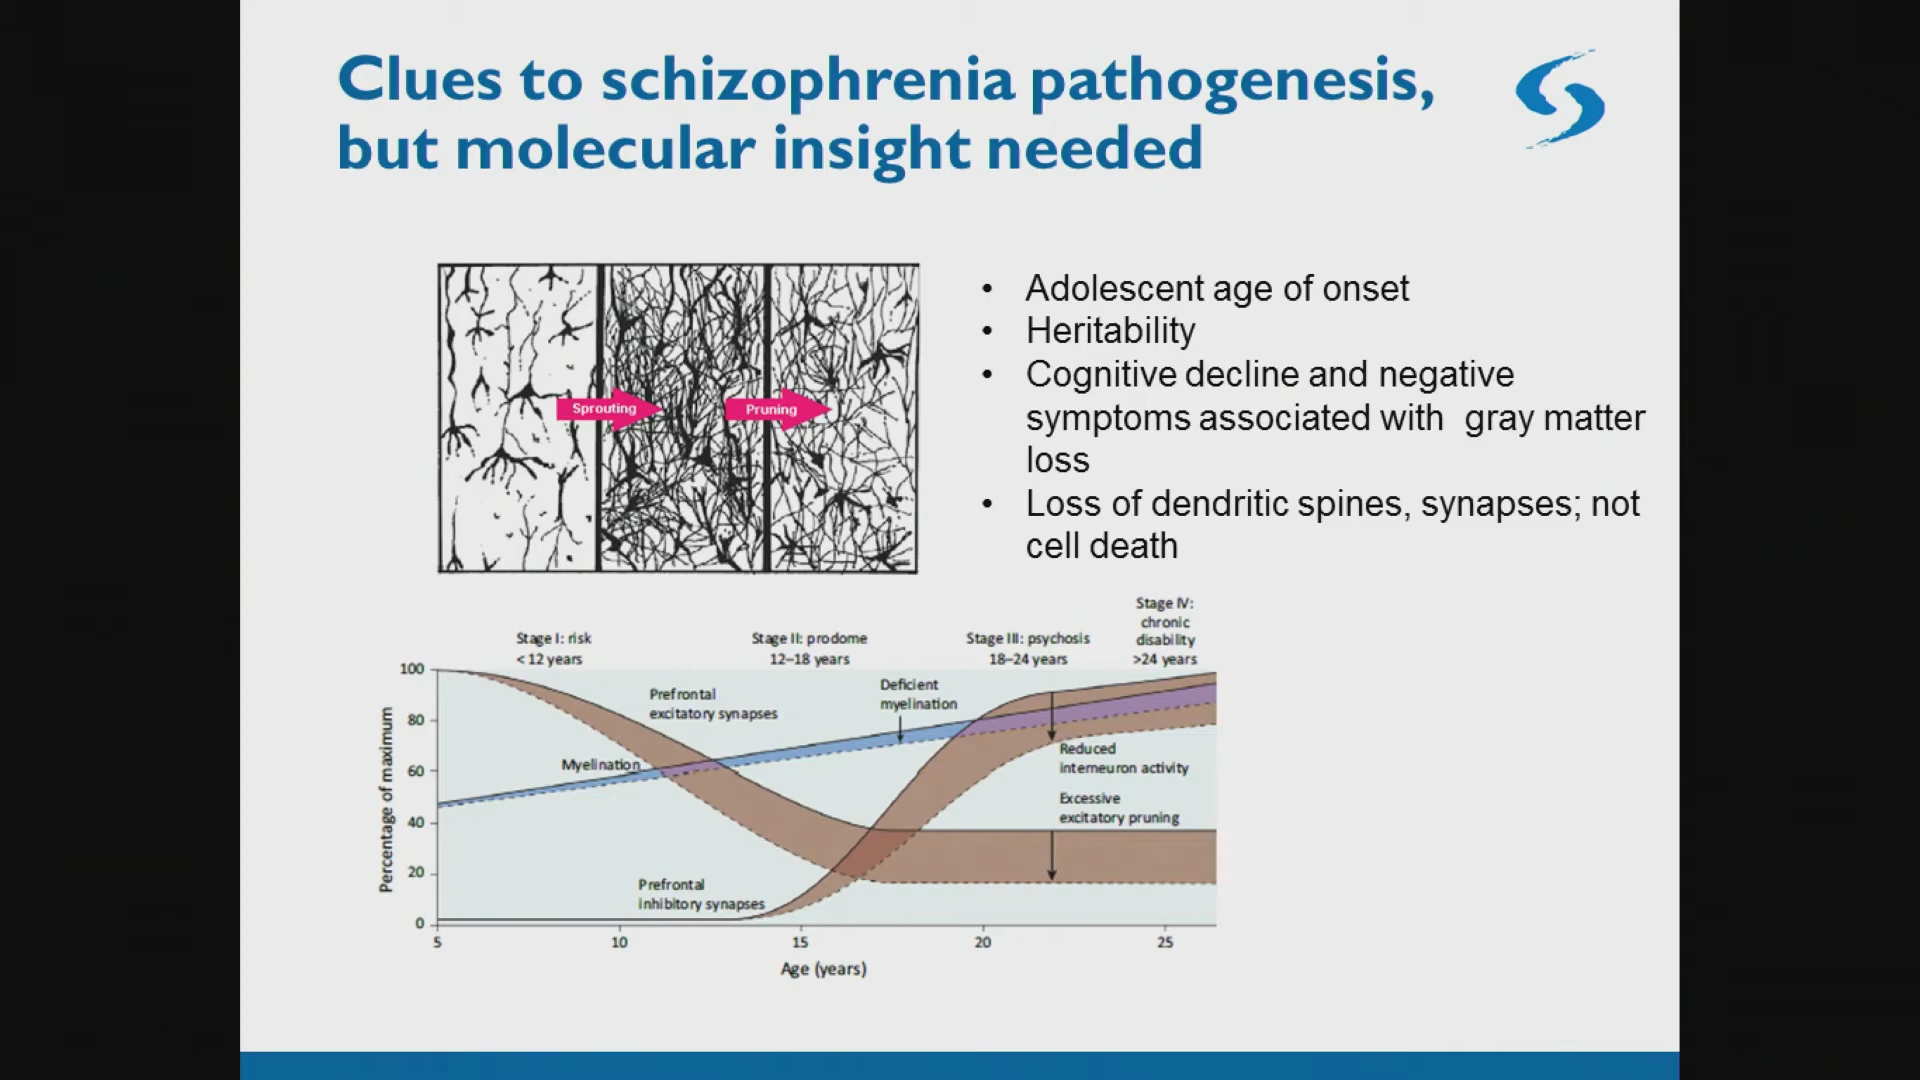 Clues to schizophrenia pathogenesis,
but molecular insight needed
Sprouting
Pruning
• Adolescent age of onset
• Heritability
• Cognitive decline and negative
symptoms associated with gray matter
loss
• Loss of dendritic spines, synapses; not
cell death
Stage I: risk
< 12 years
Stage II: prodome
12–18 years
Stage III: psychosis
18–24 years
Stage IV:
chronic
disability
>24 years
Percentage of maximum
100
80
60
40
20
0
Prefrontal
excitatory synapses
Deficient
myelination
Myelination
Reduced
interneuron activity
Excessive
excitatory pruning
Prefrontal
inhibitory synapses
5 10 15 20 25
Age (years)